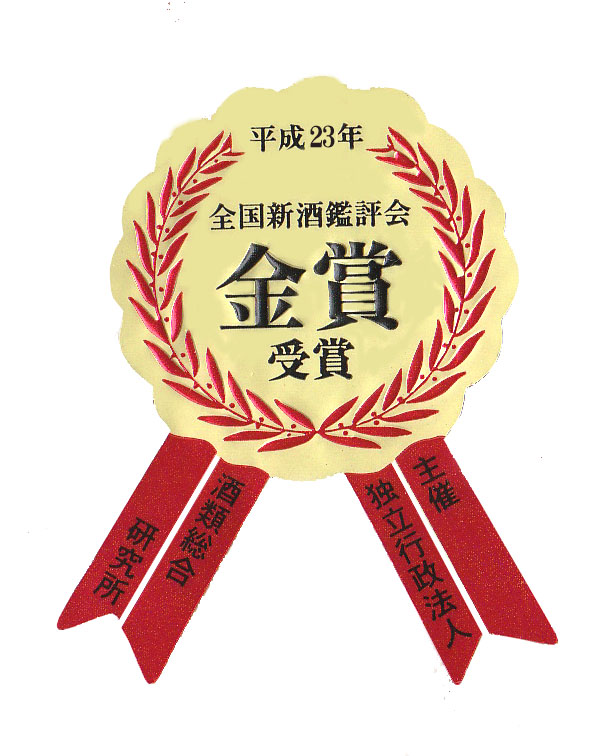 平成23年
全国新酒鑑評会
金賞
受賞
主催
独立行政法人
酒類総合
研究所